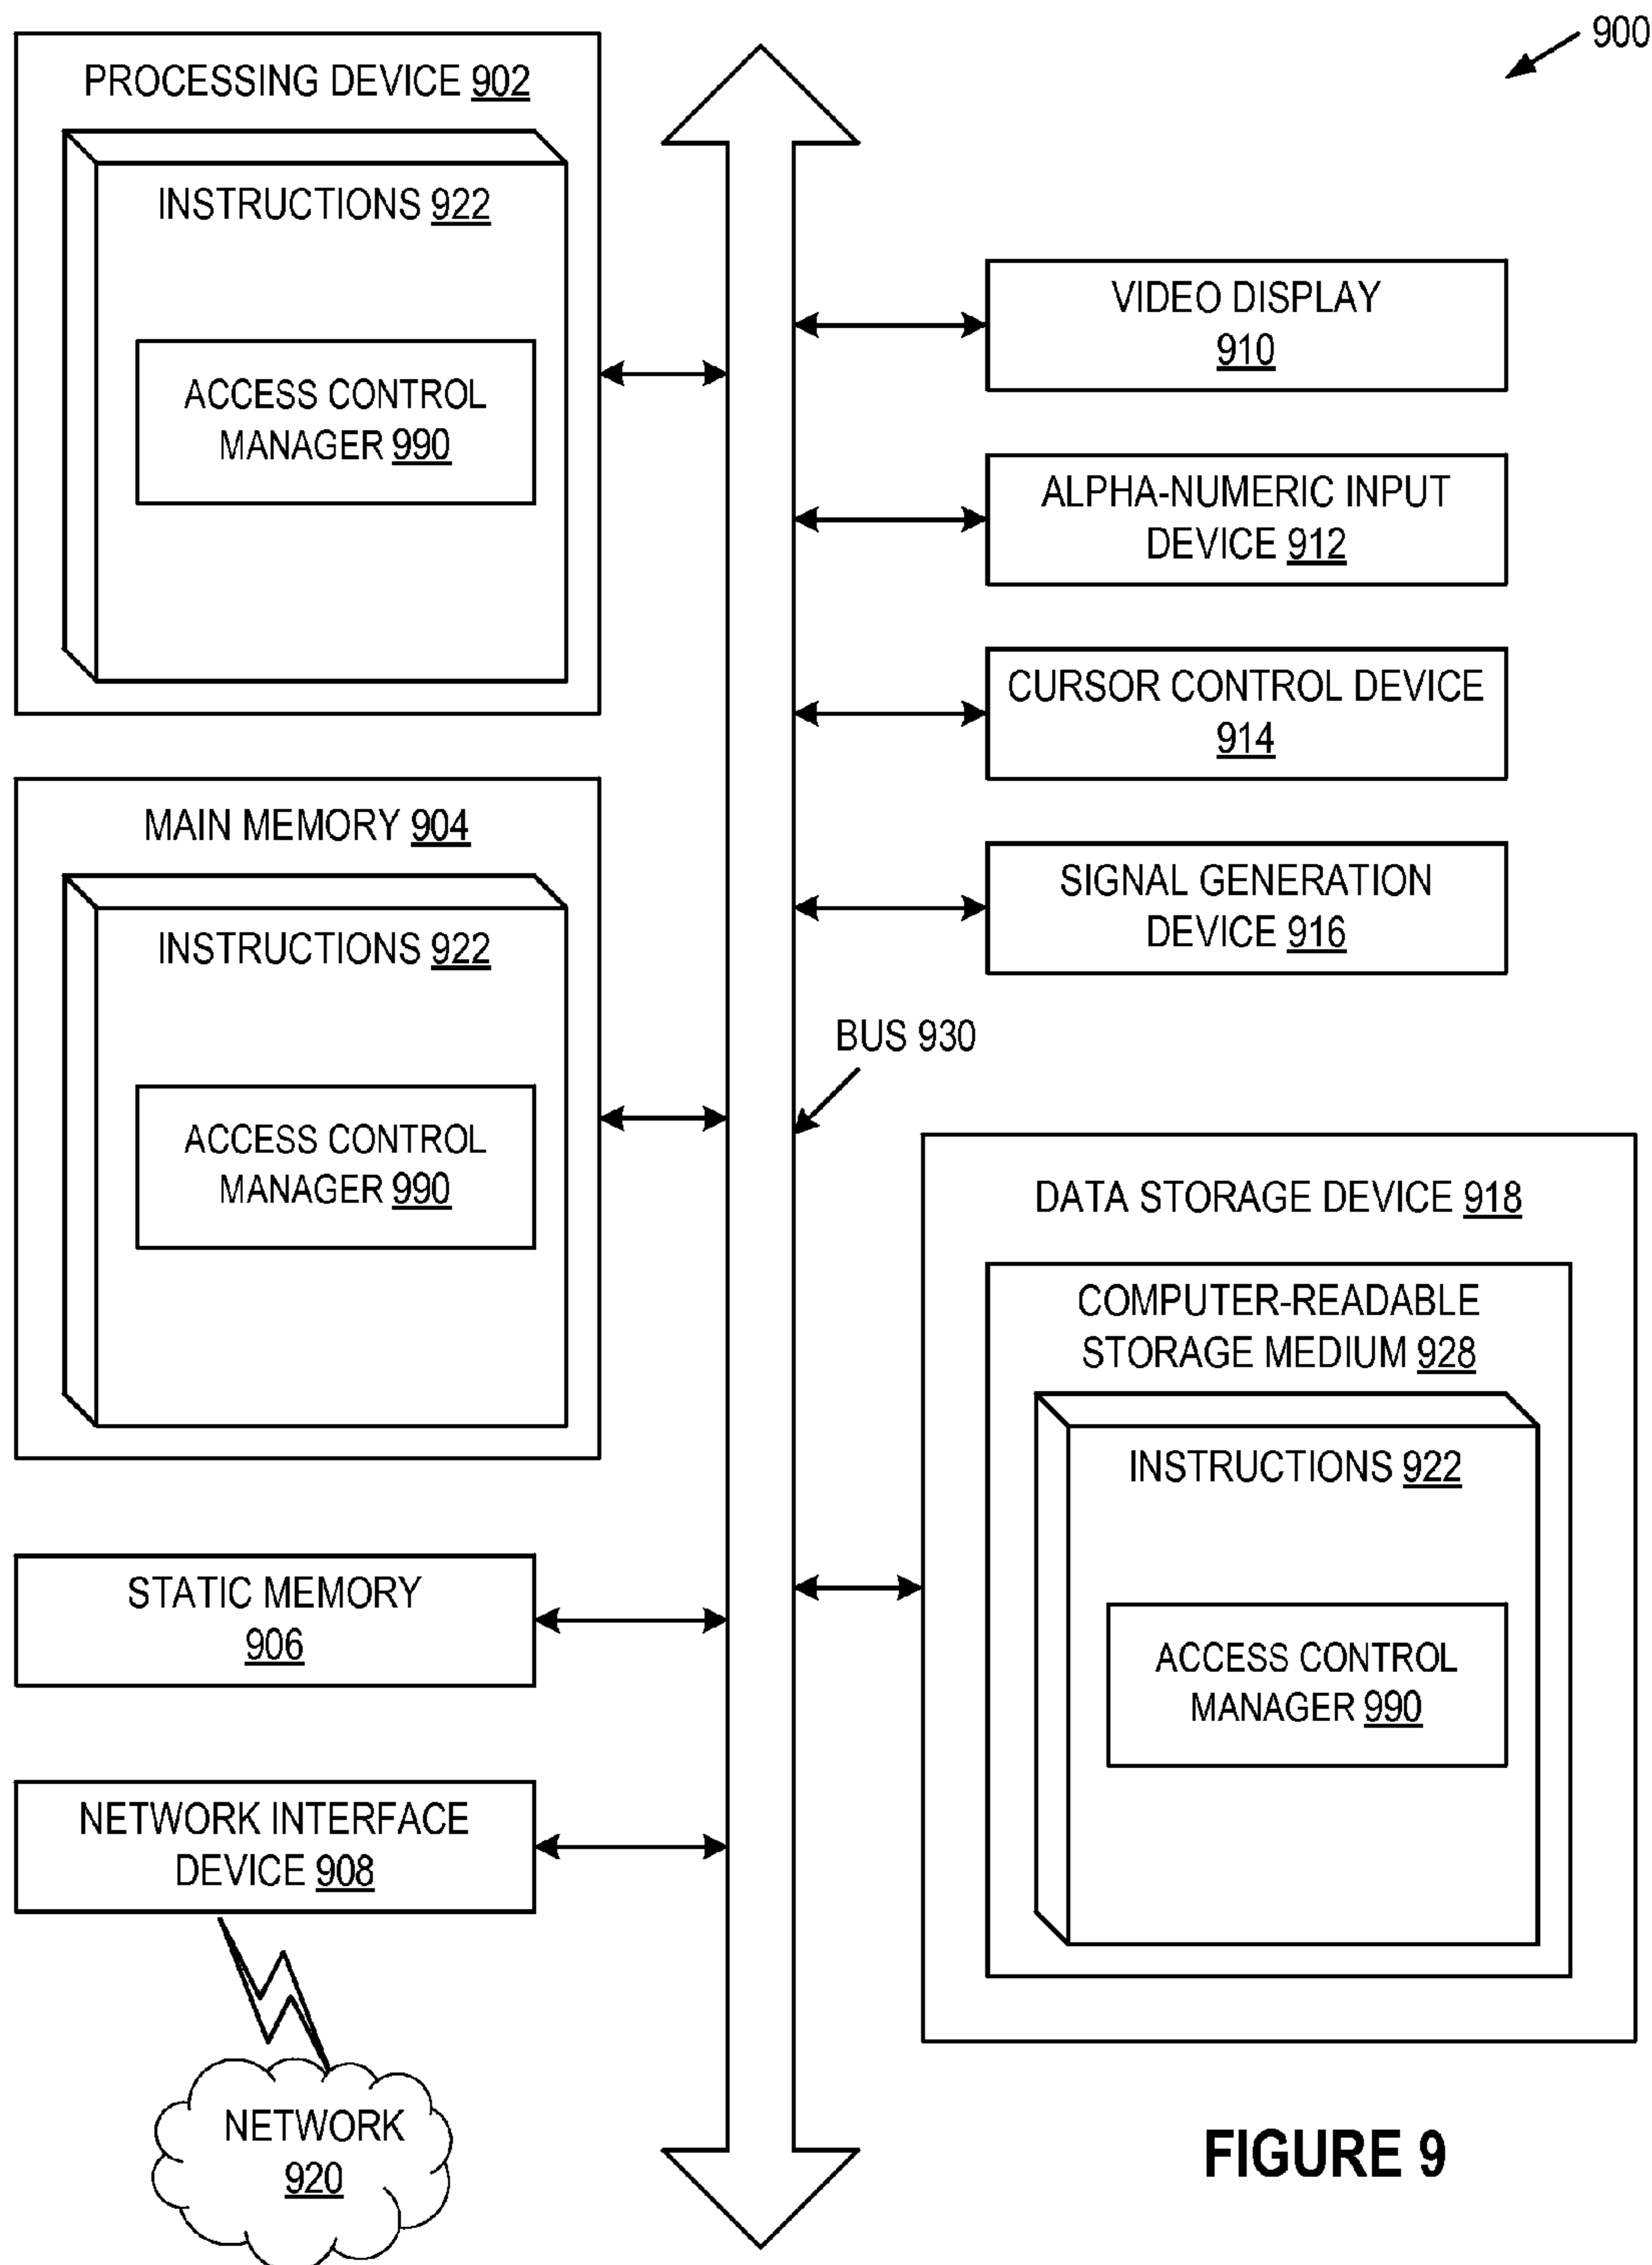 900
PROCESSING DEVICE 902
INSTRUCTIONS 922
ACCESS CONTROL
MANAGER 990
MAIN MEMORY 904
INSTRUCTIONS 922
ACCESS CONTROL
MANAGER 990
STATIC MEMORY
906
NETWORK INTERFACE
DEVICE 908
NETWORK
920
VIDEO DISPLAY
910
ALPHA-NUMERIC INPUT
DEVICE 912
CURSOR CONTROL DEVICE
914
SIGNAL GENERATION
DEVICE 916
BUS 930
DATA STORAGE DEVICE 918
COMPUTER-READABLE
STORAGE MEDIUM 928
INSTRUCTIONS 922
ACCESS CONTROL
MANAGER 990
FIGURE 9